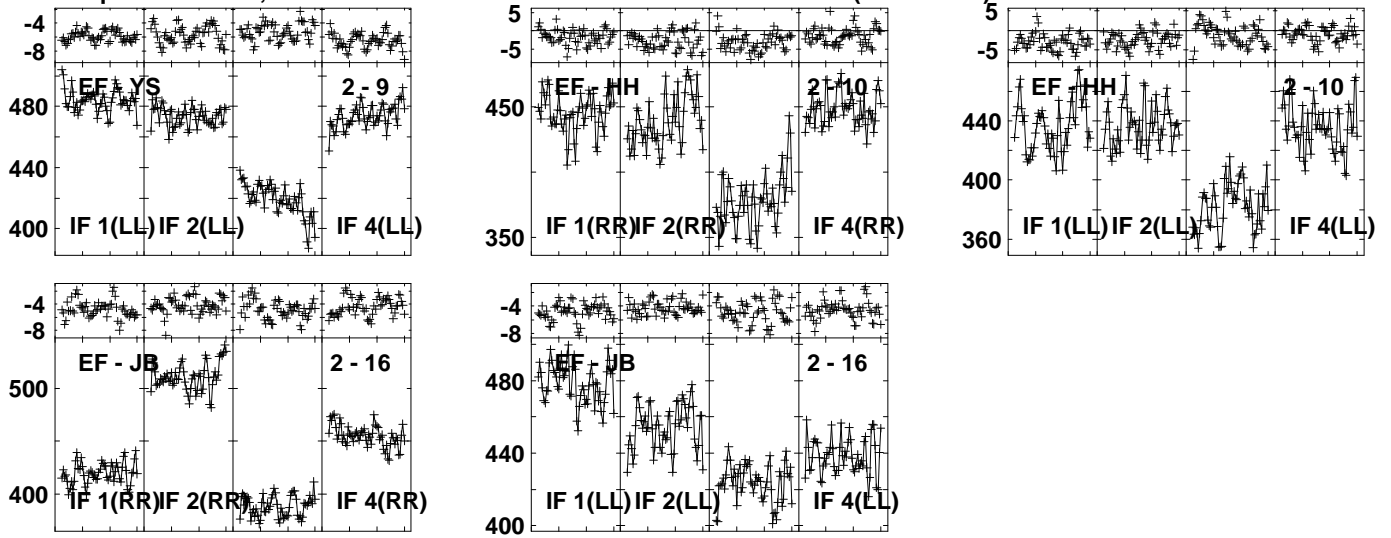 -4
-8
EF - YS
2 - 9
480
440
400
IF 1(LL) IF 2(LL) IF 4(LL)
5
-5
EF - HH
2 - 10
450
350
IF 1(RR) IF 2(RR) IF 4(RR)
5
-5
EF - HH
2 - 10
440
400
360
IF 1(LL) IF 2(LL) IF 4(LL)
-4
-8
EF - JB
2 - 16
500
400
IF 1(RR) IF 2(RR) IF 4(RR)
-4
-8
EF - JB
2 - 16
480
440
400
IF 1(LL) IF 2(LL) IF 4(LL)